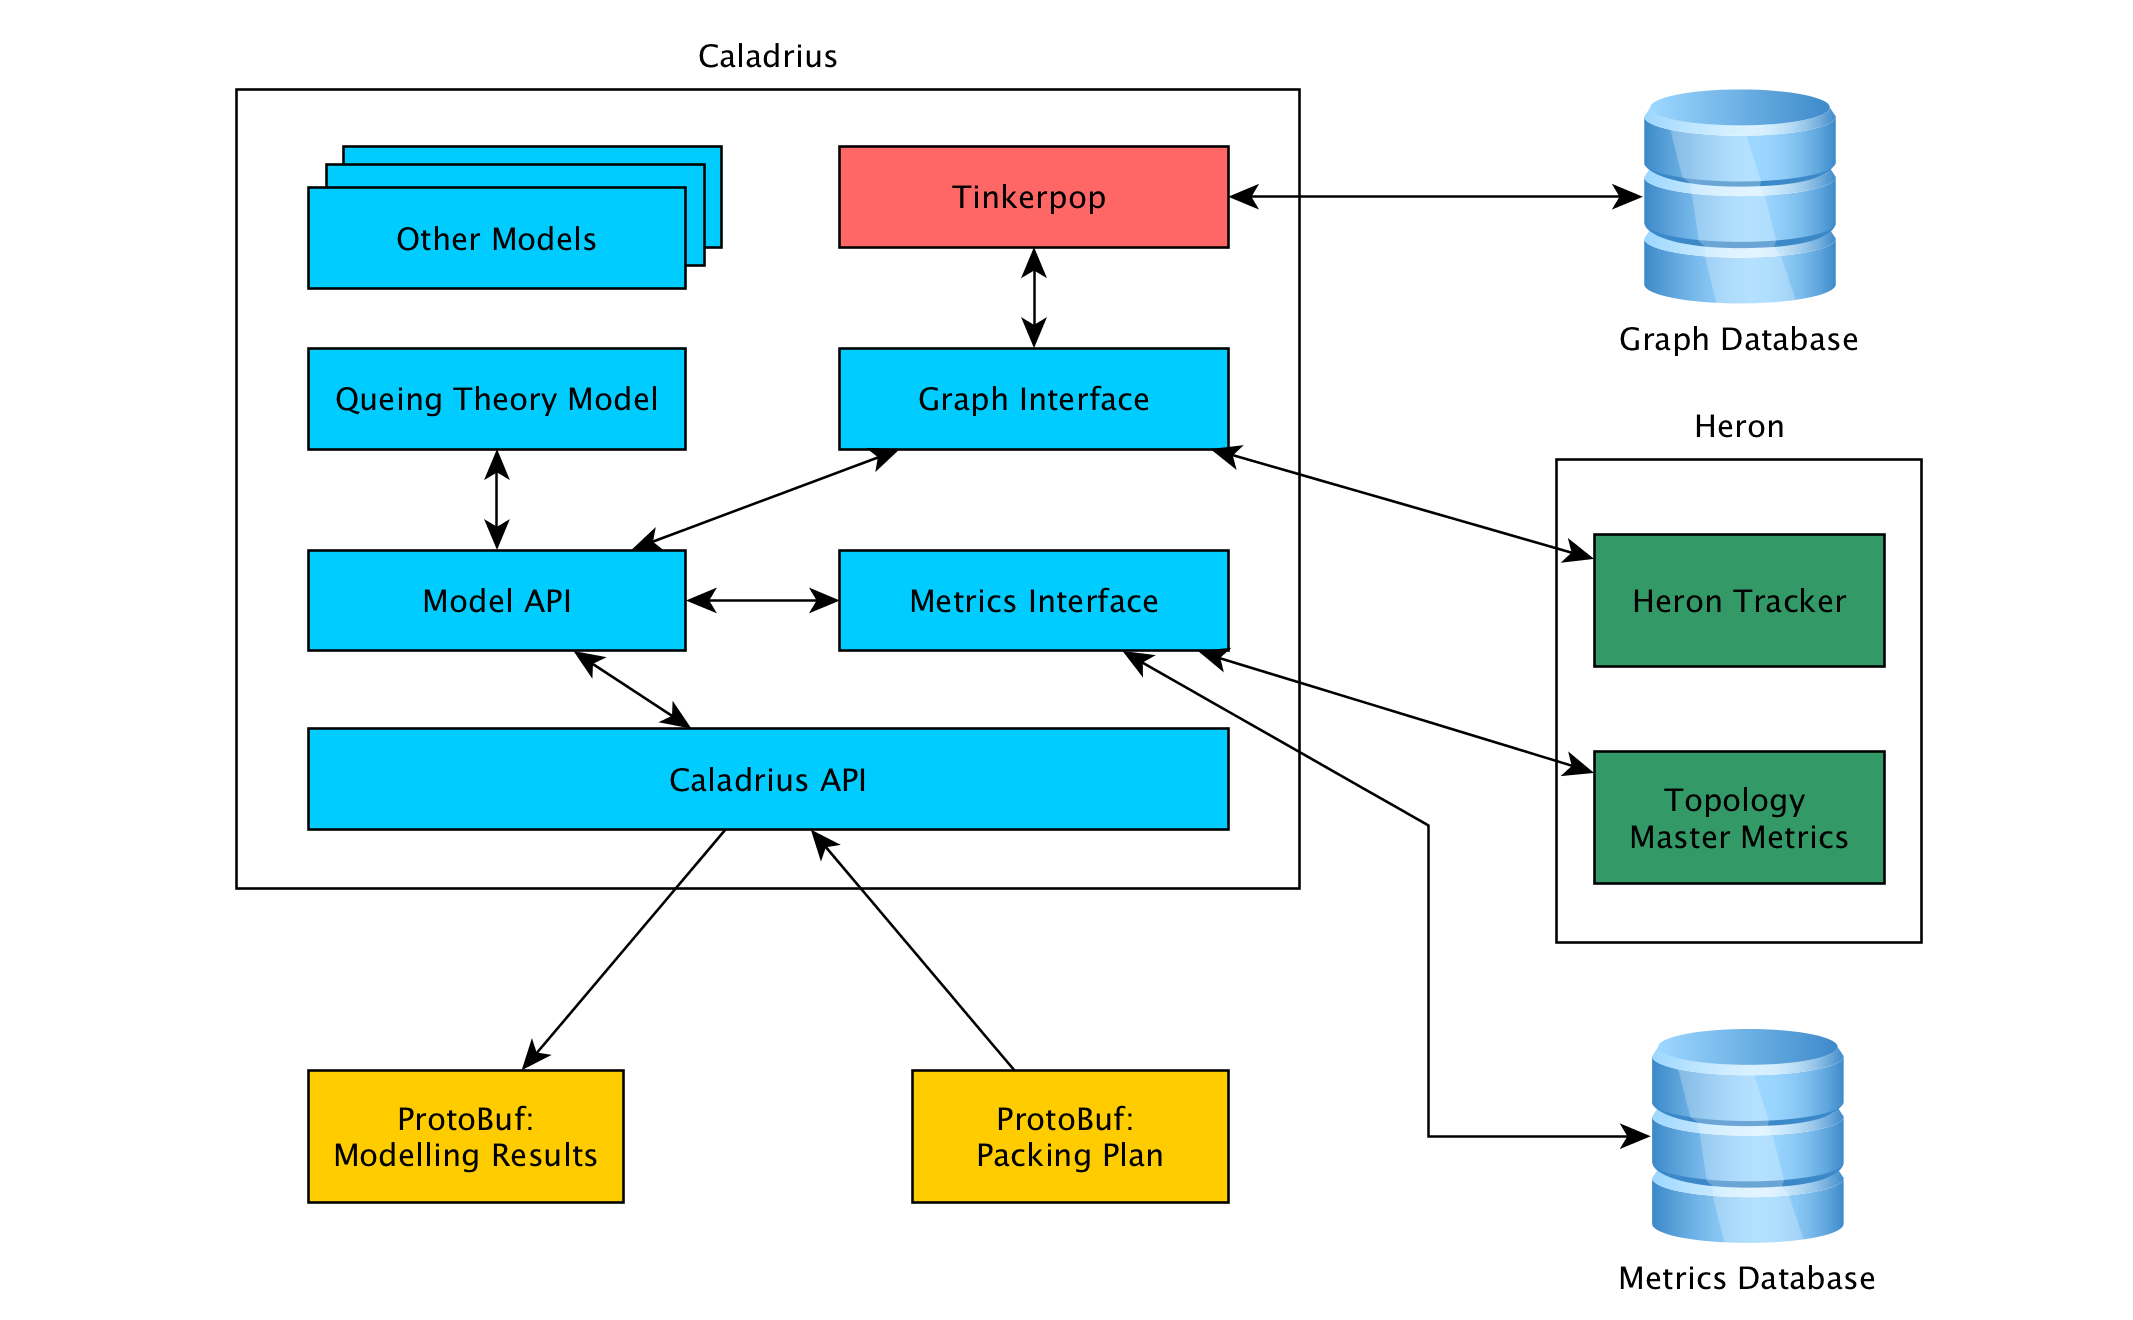 Caladrius
Other Models
Tinkerpop
Graph Database
Queing Theory Model
Graph Interface
Heron
Model API
Metrics Interface
Heron Tracker
Caladrius API
Topology
Master Metrics
ProtoBuf:
Modelling Results
ProtoBuf:
Packing Plan
Metrics Database